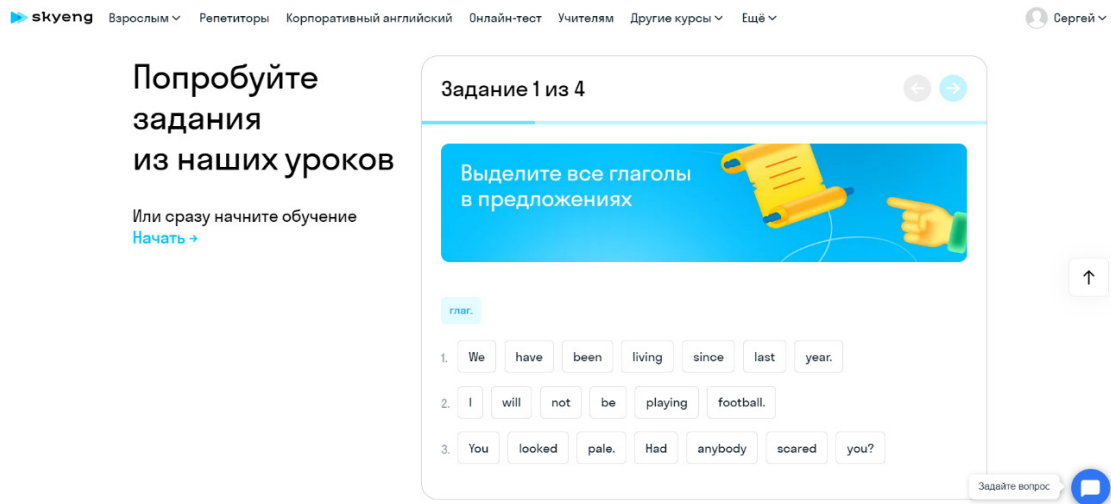 skyeng Взрослым Репетиторы Корпоративный английский Онлайн-тест Учителям Другие курсы Ещё Сергей
Попробуйте
задания
из наших уроков
Или сразу начните обучение
Начать →
Задание 1 из 4
Выделите все глаголы
в предложениях
глаг.
1. We have been living since last year.
2. I will not be playing football.
3. You looked pale. Had anybody scared you?
Задайте вопрос